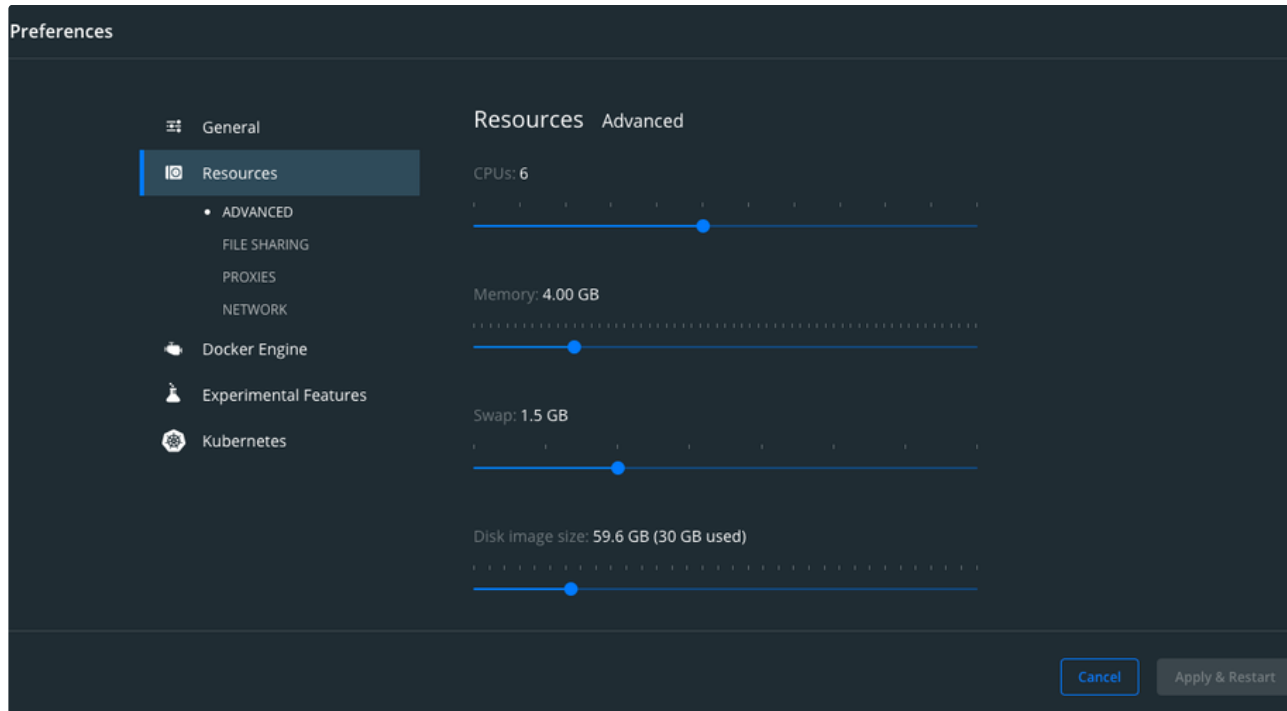 Preferences
General
Resources
ADVANCED
FILE SHARING
PROXIES
NETWORK
Docker Engine
Experimental Features
Kubernetes
Resources Advanced
CPUs: 6
Memory: 4.00 GB
Swap: 1.5 GB
Disk image size: 59.6 GB (30 GB used)
Cancel
Apply & Restart